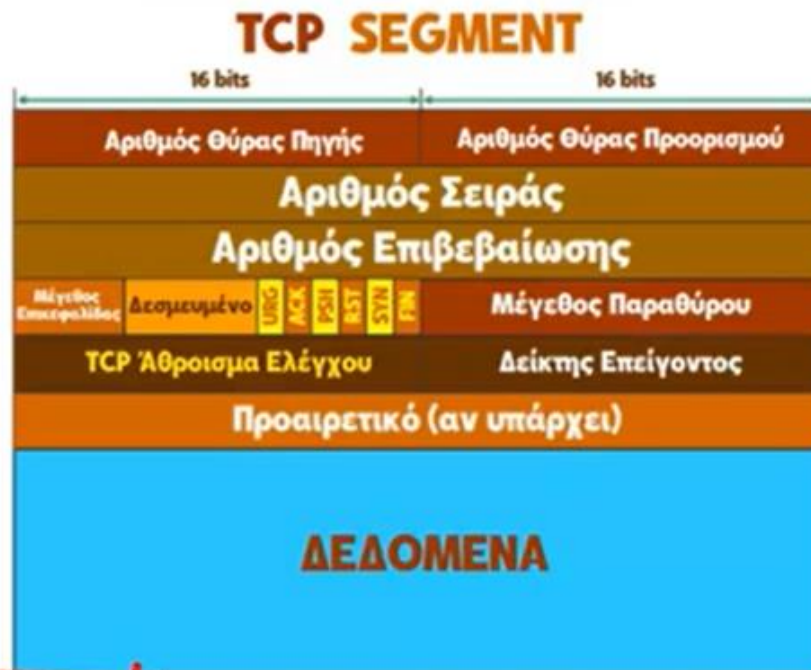 TCP SEGMENT
16 bits 16 bits
Αριθμός Θύρας Πηγής Αριθμός Θύρας Προορισμού
Αριθμός Σειράς
Αριθμός Επιβεβαίωσης
Μέγεθος
Επικεφαλίδας Δεσμευμένο URG ACK PSH RST SYN FIN Μέγεθος Παραθύρου
TCP Άθροισμα Ελέγχου Δείκτης Επείγοντος
Προαιρετικό (αν υπάρχει)
ΔΕΔΟΜΕΝΑ